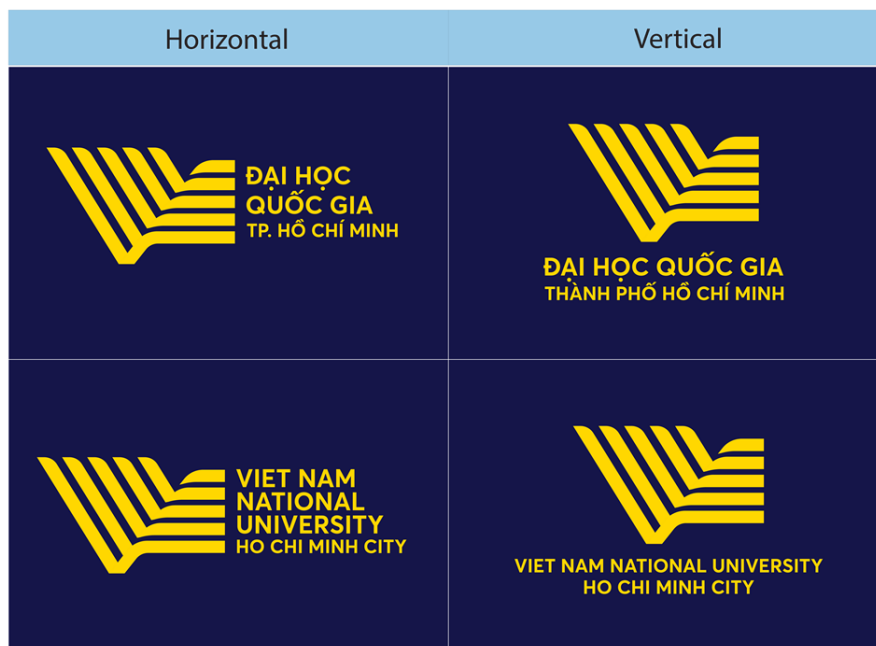 Horizontal
Vertical
ĐẠI HỌC
QUỐC GIA
TP. HỒ CHÍ MINH
ĐẠI HỌC QUỐC GIA
THÀNH PHỐ HỒ CHÍ MINH
VIET NAM
NATIONAL
UNIVERSITY
HO CHI MINH CITY
VIET NAM NATIONAL UNIVERSITY
HO CHI MINH CITY